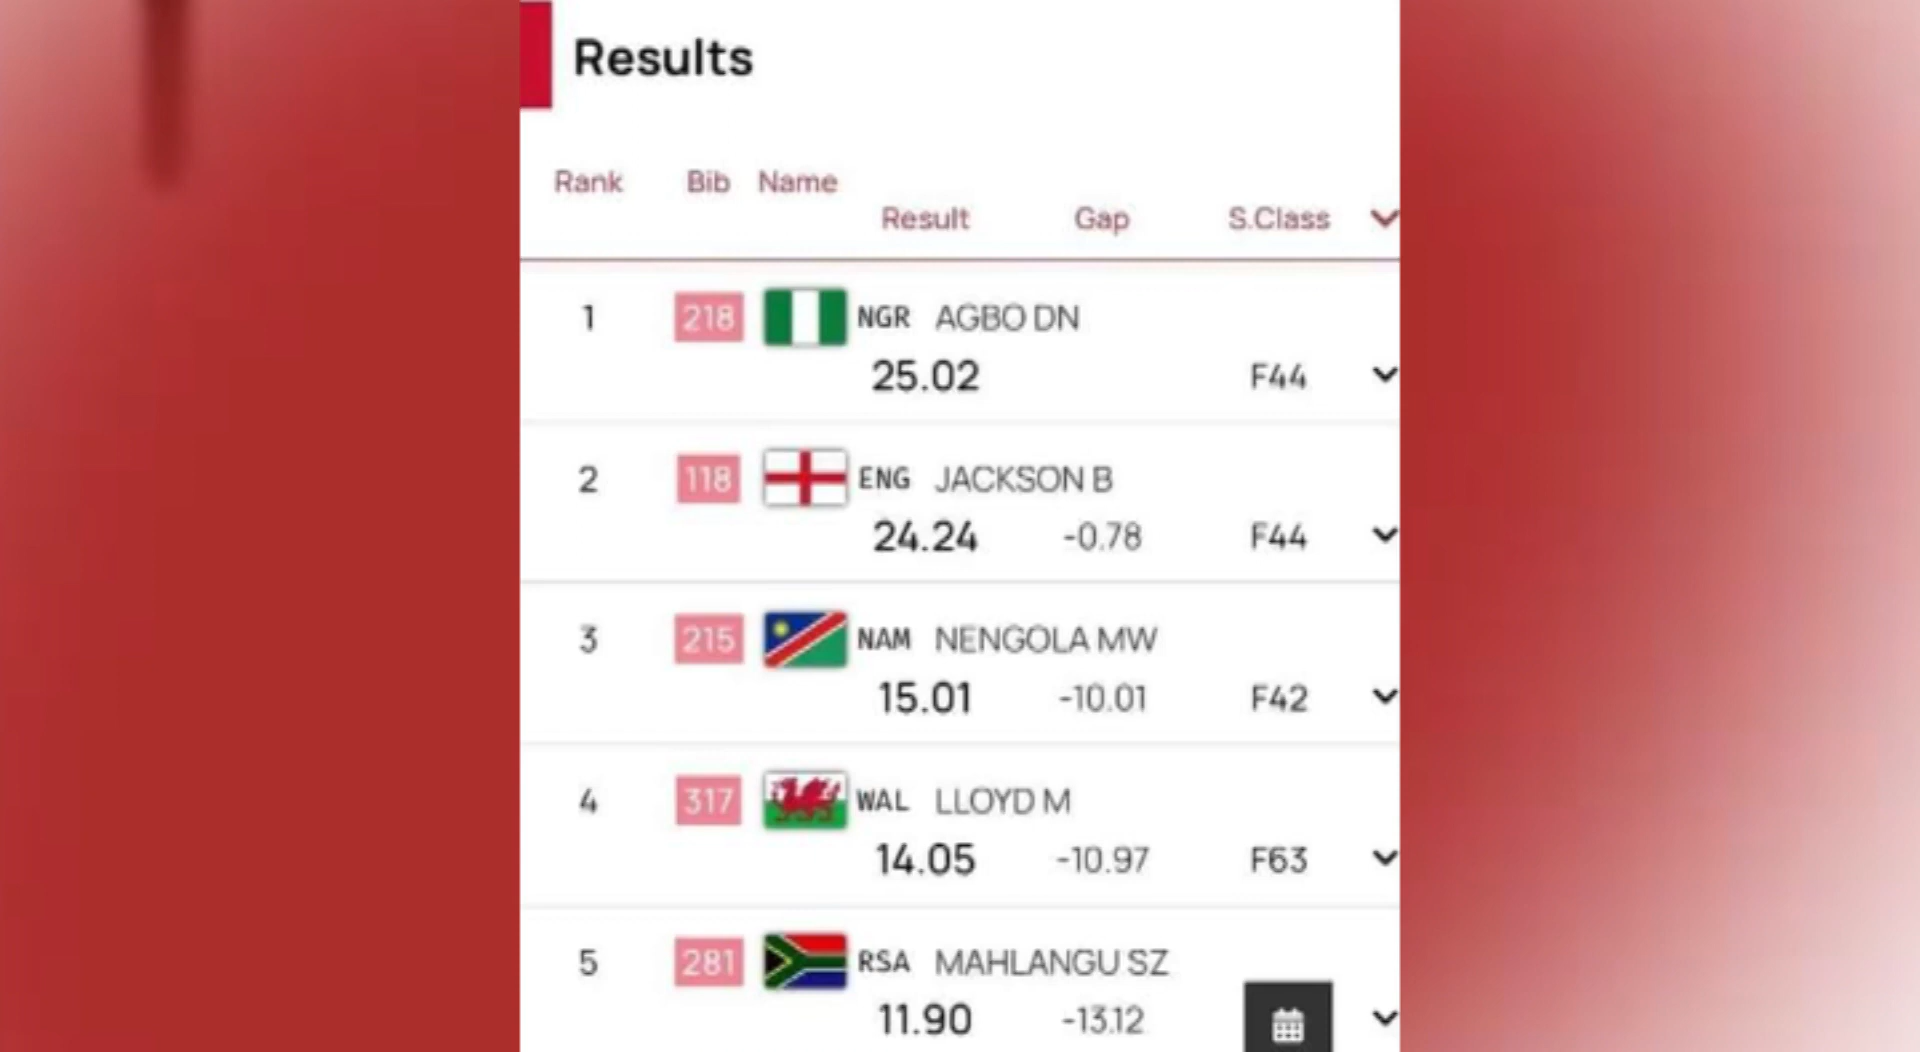 Results
Rank Bib Name
Result Gap S.Class
1 218 NGR AGBO DN
25.02 F44
2 118 ENG JACKSON B
24.24 -0.78 F44
3 215 NAM NENGOLA MW
15.01 -10.01 F42
4 317 WAL LLOYD M
14.05 -10.97 F63
5 281 RSA MAHLANGU SZ
11.90 -13.12